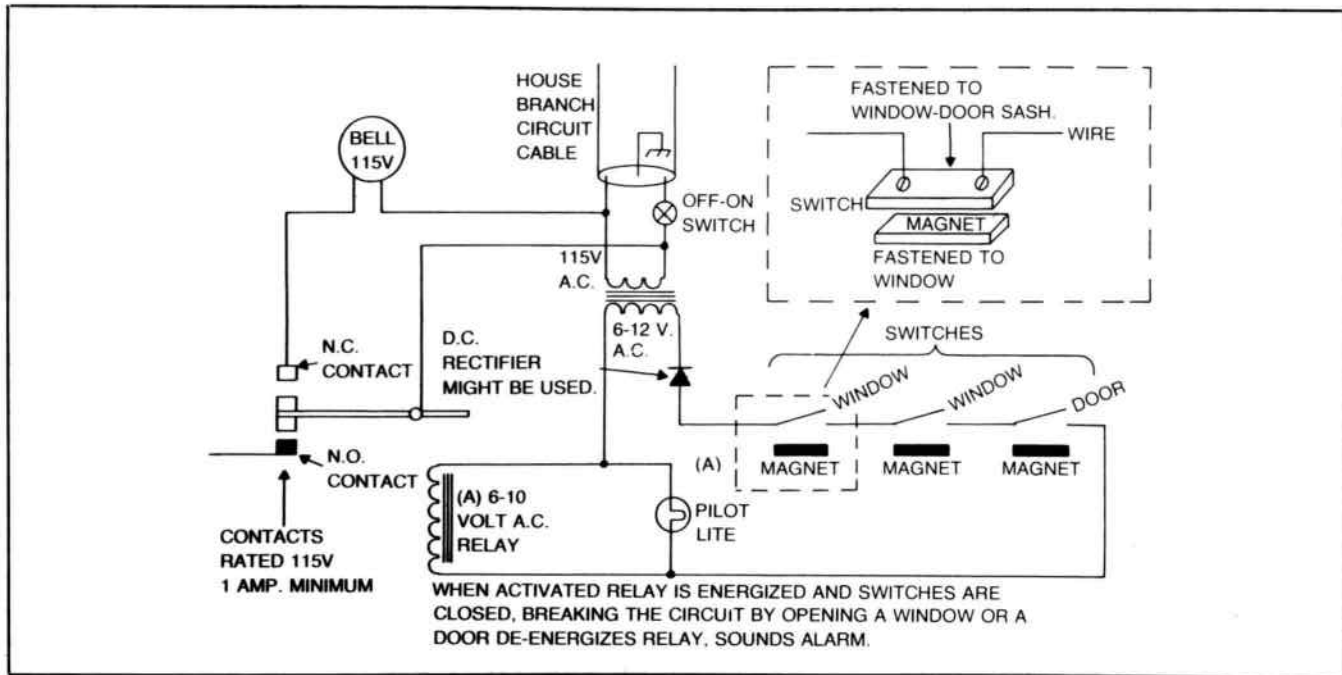 HOUSE
BRANCH
CIRCUIT
CABLE
BELL
115V
OFF-ON
SWITCH
115V
A.C.
6-12 V.
A.C.
N.C.
CONTACT
D.C.
RECTIFIER
MIGHT BE USED.
N.O.
CONTACT
CONTACTS
RATED 115V
1 AMP. MINIMUM
(A) 6-10
VOLT A.C.
RELAY
PILOT
LITE
FASTENED TO
WINDOW-DOOR SASH.
WIRE
SWITCH
MAGNET
FASTENED TO
WINDOW
SWITCHES
WINDOW
WINDOW
DOOR
(A)
MAGNET
MAGNET
MAGNET
WHEN ACTIVATED RELAY IS ENERGIZED AND SWITCHES ARE
CLOSED, BREAKING THE CIRCUIT BY OPENING A WINDOW OR A
DOOR DE-ENERGIZES RELAY, SOUNDS ALARM.